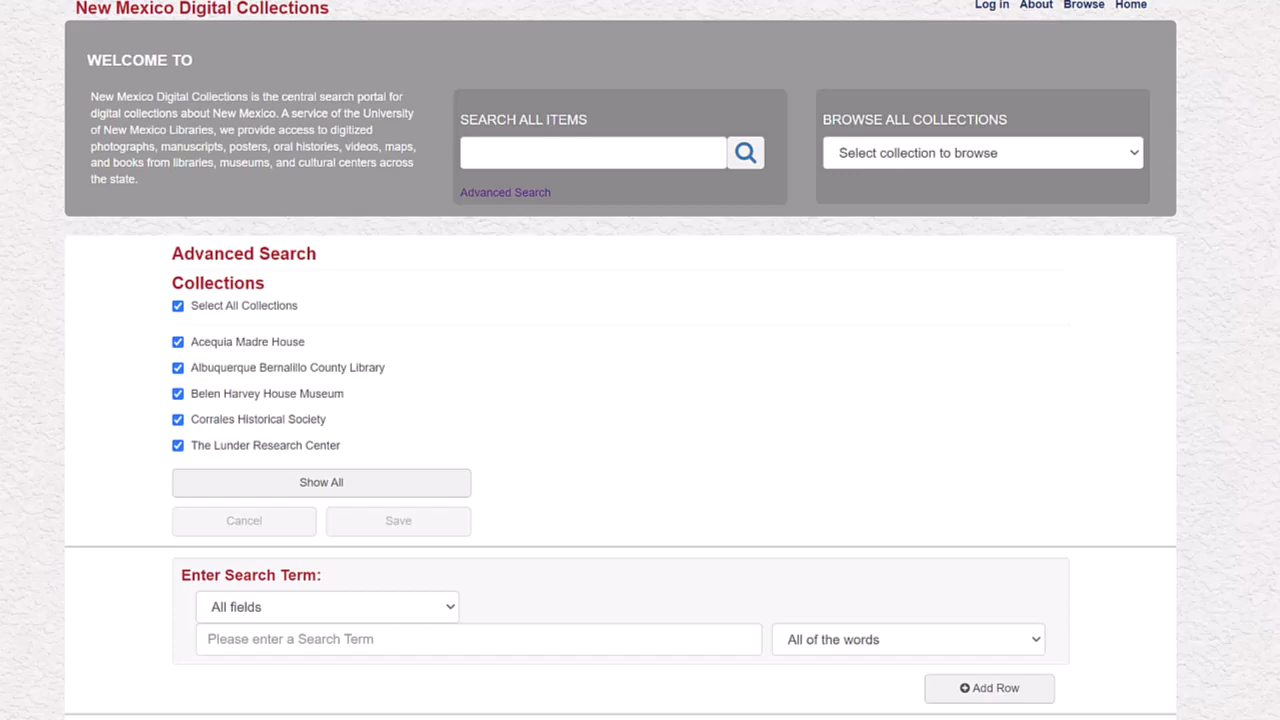 New Mexico Digital Collections
Log in About Browse Home
WELCOME TO
New Mexico Digital Collections is the central search portal for
digital collections about New Mexico. A service of the University
of New Mexico Libraries, we provide access to digitized
photographs, manuscripts, posters, oral histories, videos, maps,
and books from libraries, museums, and cultural centers across
the state.
SEARCH ALL ITEMS
Advanced Search
BROWSE ALL COLLECTIONS
Select collection to browse
Advanced Search
Collections
Select All Collections
Acequia Madre House
Albuquerque Bernalillo County Library
Belen Harvey House Museum
Corrales Historical Society
The Lunder Research Center
Show All
Cancel
Save
Enter Search Term:
All fields
Please enter a Search Term
All of the words
Add Row